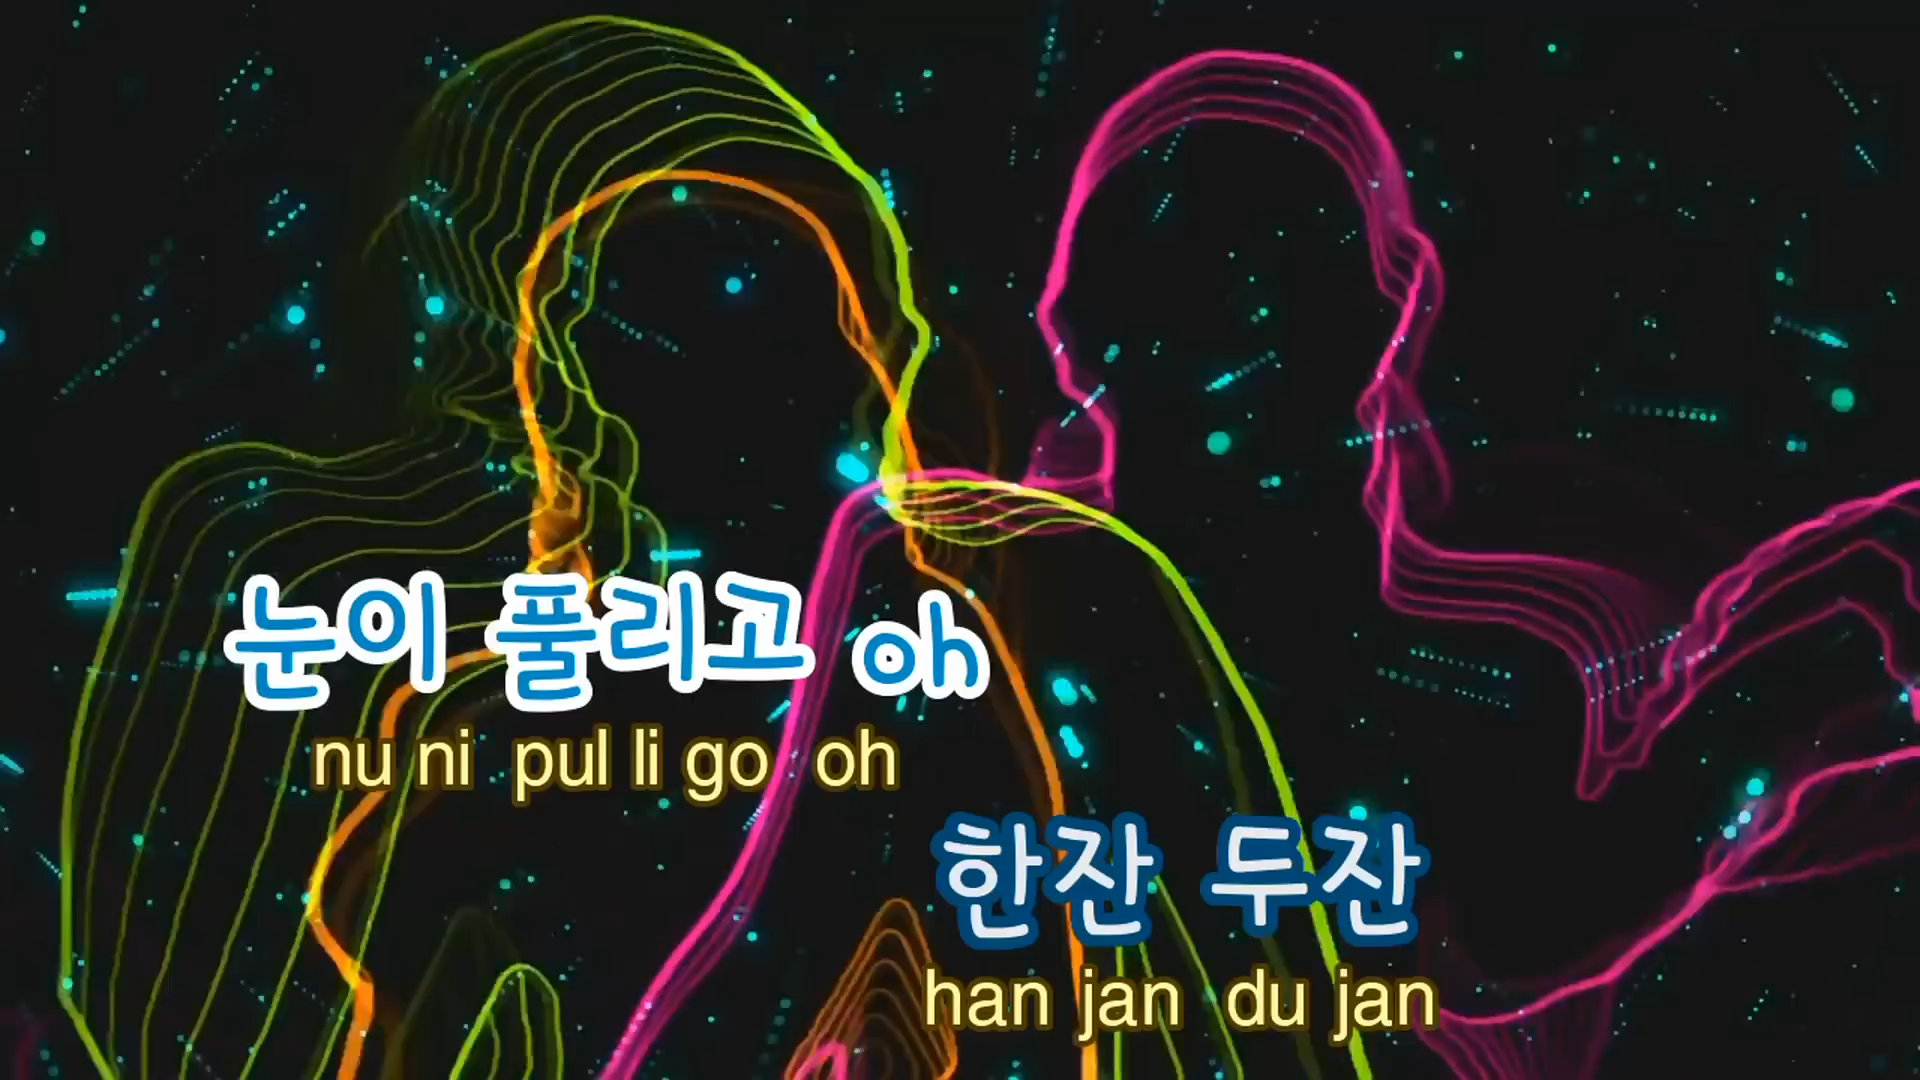 눈이 풀리고 oh
nu ni pul li go oh
한잔 두잔
han jan du jan